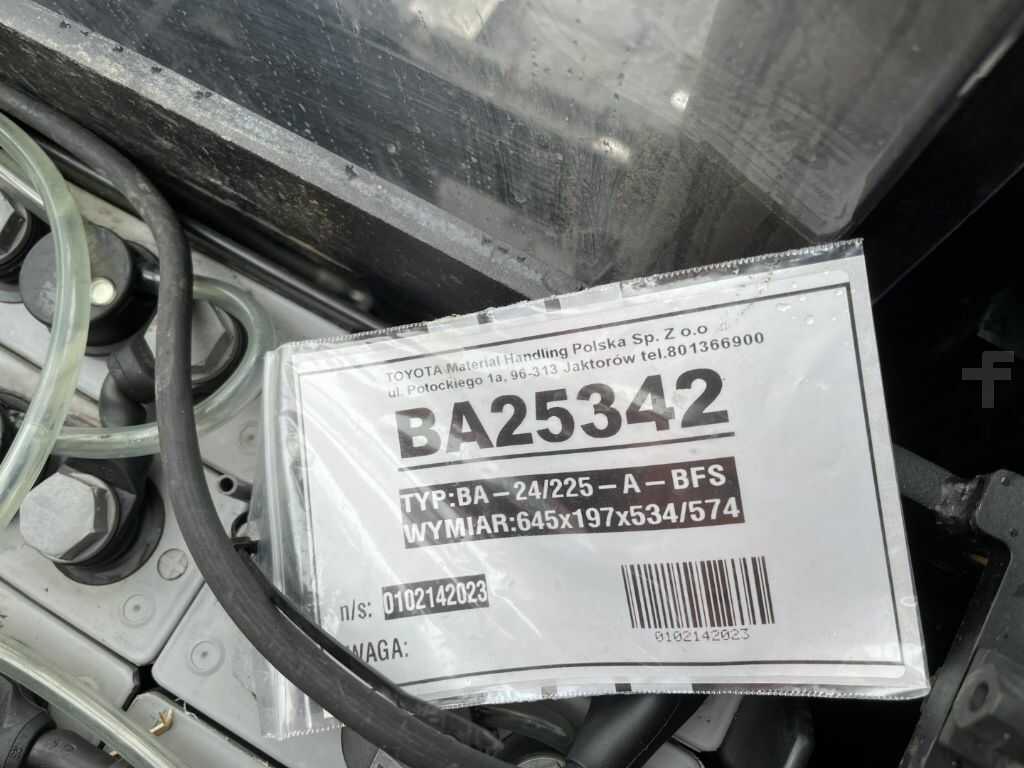 TOYOTA Material Handling Polska Sp. Z o.o
ul. Potockiego 1a, 96-313 Jaktorów tel.801366900
BA25342
TYP:BA-24/225-A-BFS
WYMIAR:645x197x534/574
n/s: 0102142023
0102142023
WAGA:
f